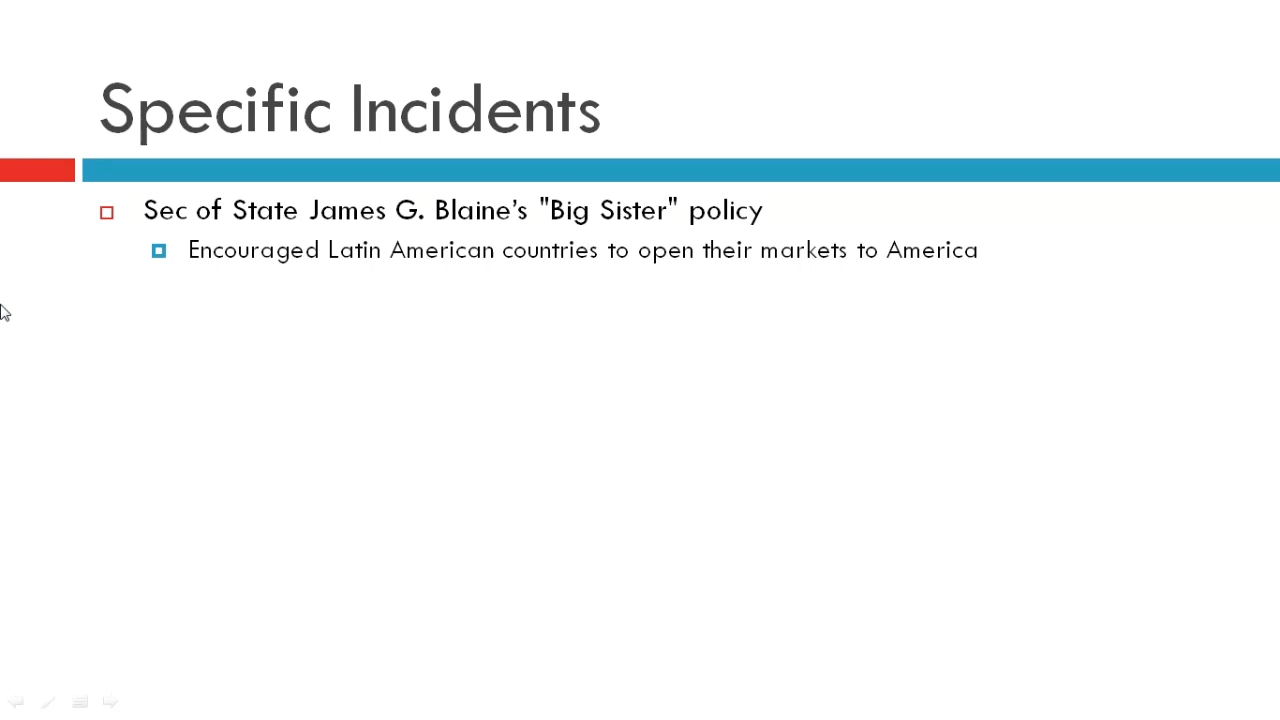 Specific Incidents
Sec of State James G. Blaine’s "Big Sister" policy
Encouraged Latin American countries to open their markets to America